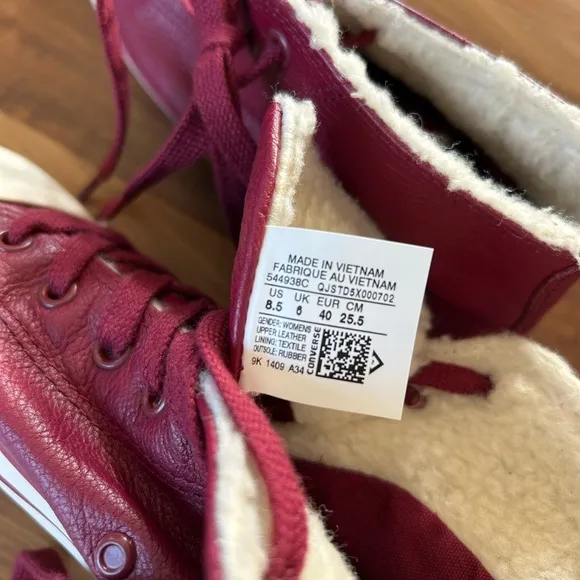 MADE IN VIETNAM
FABRIQUE AU VIETNAM
544938C QJSTD5X000702
US UK EUR CM
8.5 6 40 25.5
GENDER: WOMENS
UPPER: LEATHER
LINING: TEXTILE
OUTSOLE: RUBBER
9K 1409 A34
CONVERSE